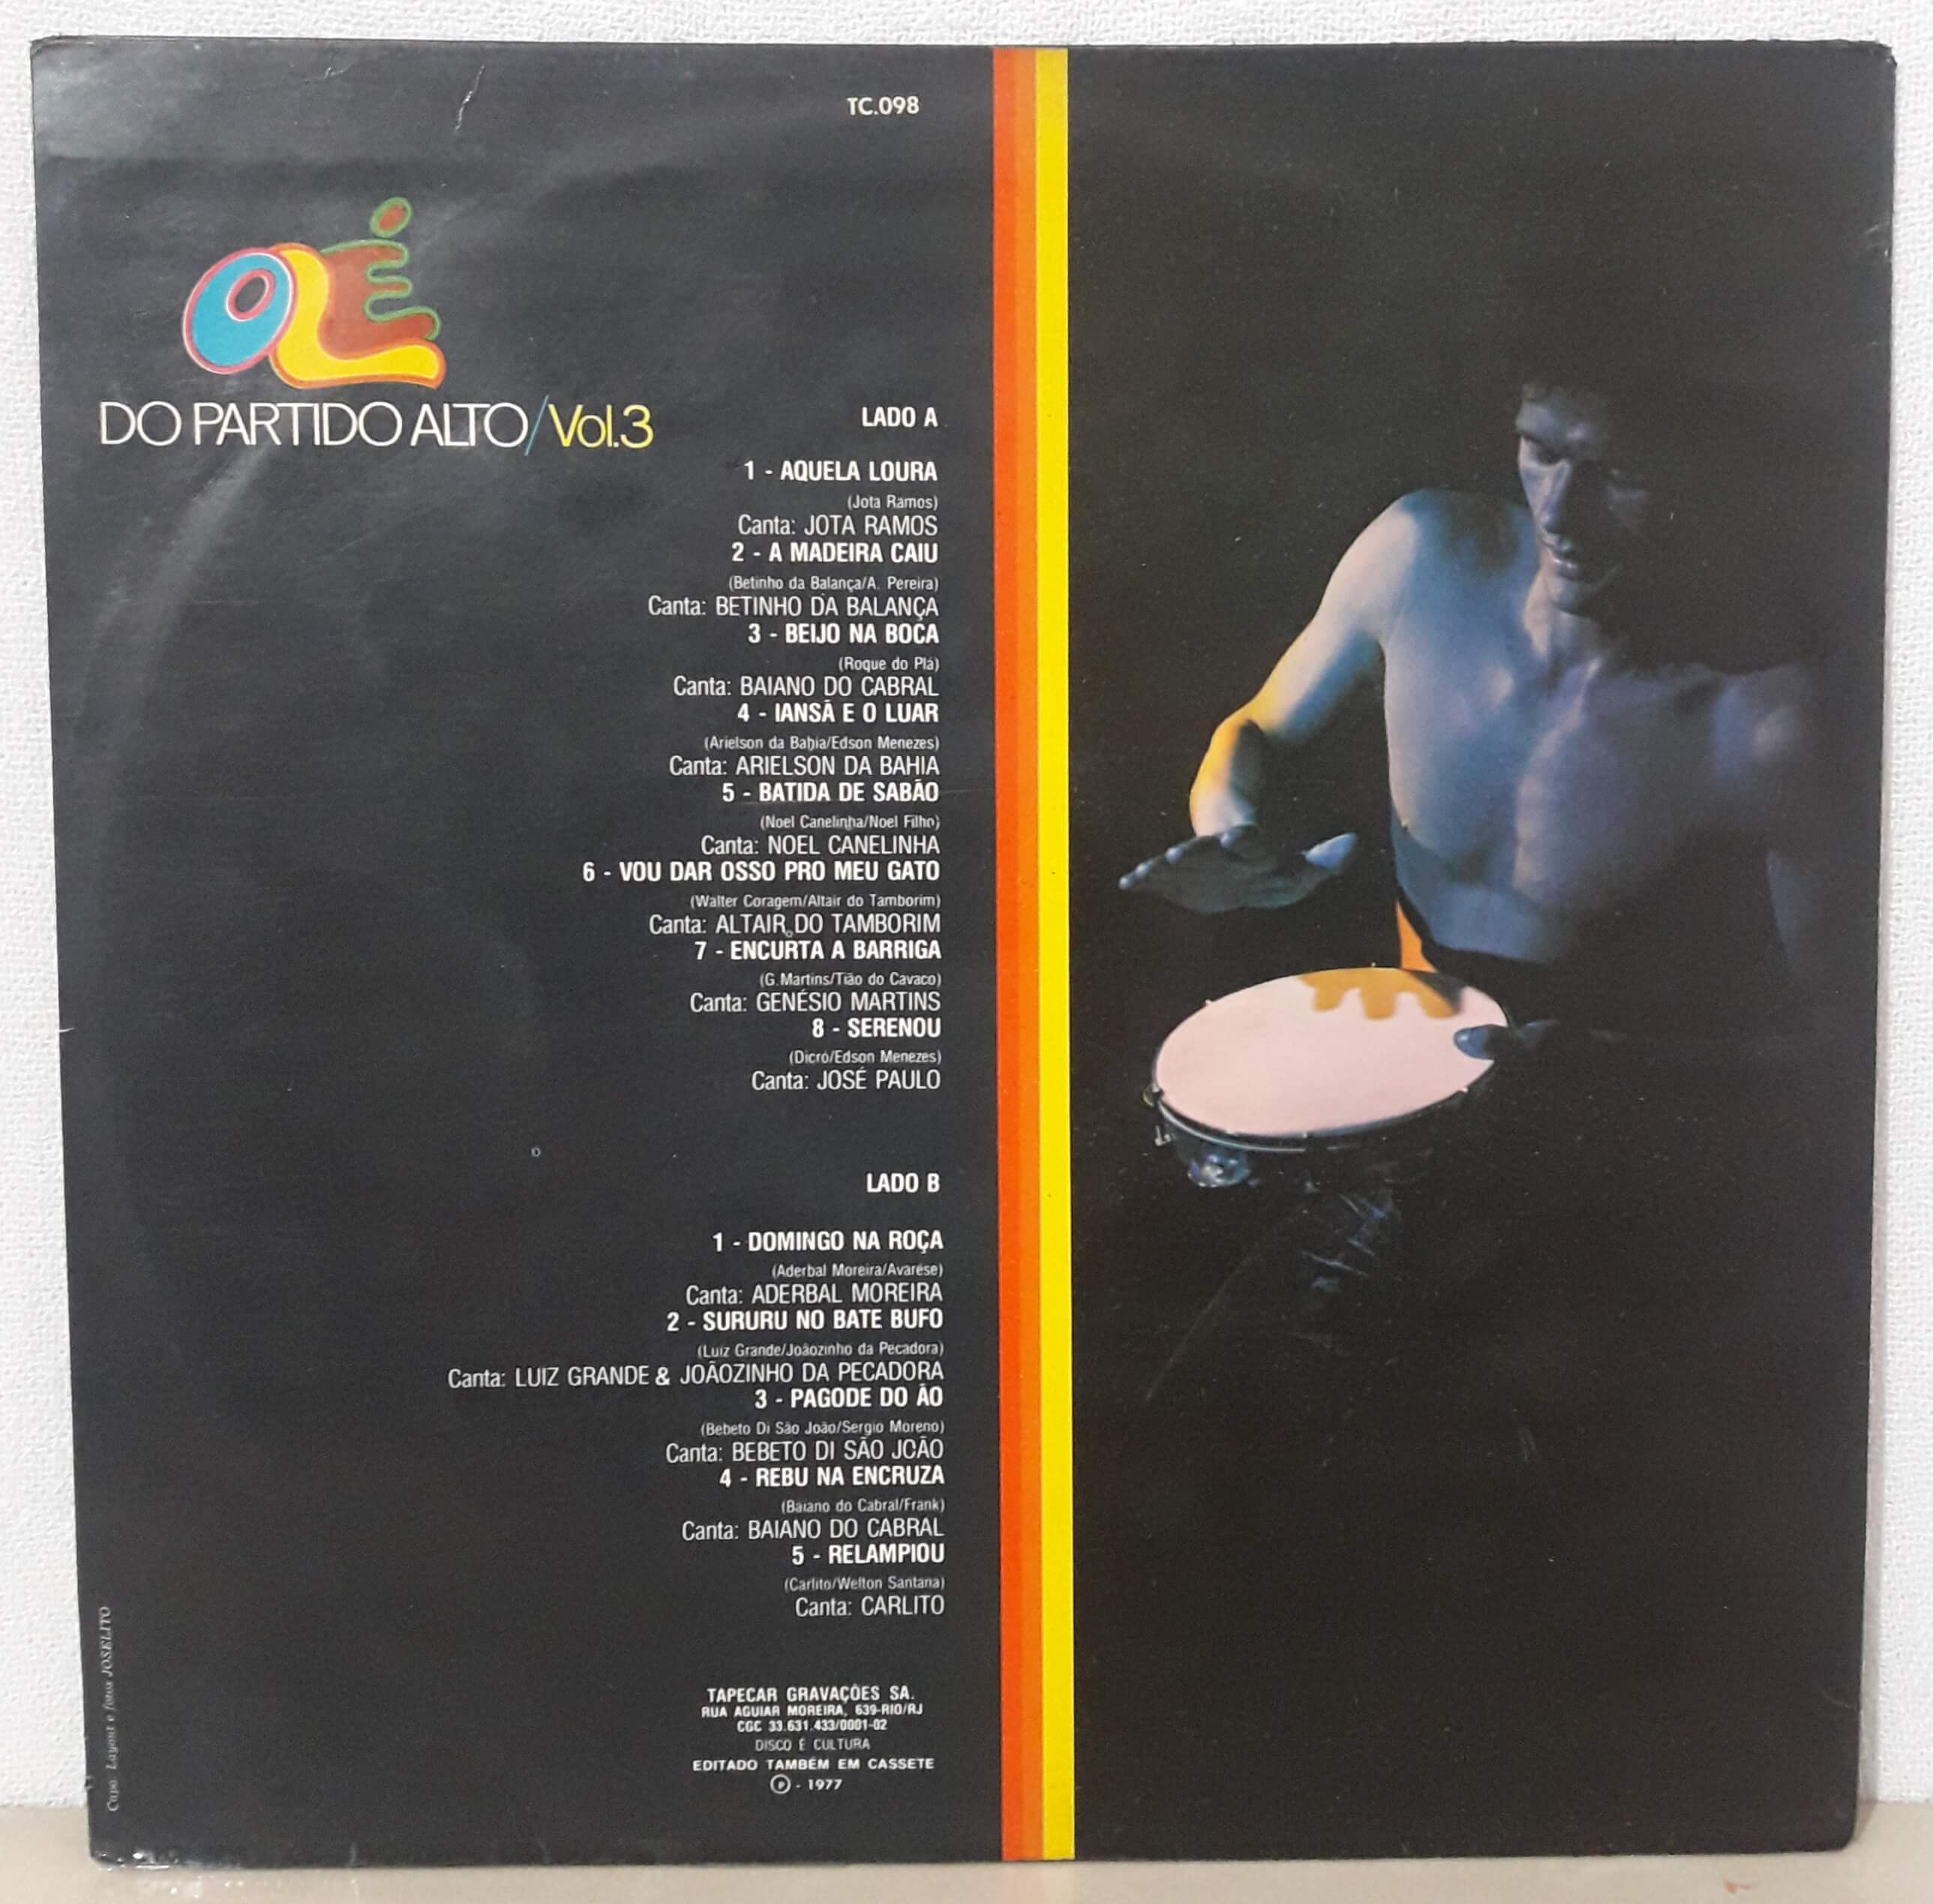 TC.098
OLÉ
DO PARTIDO ALTO/Vol.3
LADO A
1 - AQUELA LOURA
(Jota Ramos)
Canta: JOTA RAMOS
2 - A MADEIRA CAIU
(Betinho da Balança/A. Pereira)
Canta: BETINHO DA BALANÇA
3 - BEIJO NA BOCA
(Roque do Plá)
Canta: BAIANO DO CABRAL
4 - IANSÃ E O LUAR
(Arielson da Bahia/Edson Menezes)
Canta: ARIELSON DA BAHIA
5 - BATIDA DE SABÃO
(Noel Canelinha/Noel Filho)
Canta: NOEL CANELINHA
6 - VOU DAR OSSO PRO MEU GATO
(Walter Coragem/Altair do Tamborim)
Canta: ALTAIR DO TAMBORIM
7 - ENCURTA A BARRIGA
(G.Martins/Tião do Cavaco)
Canta: GENÉSIO MARTINS
8 - SERENOU
(Dicró/Edson Menezes)
Canta: JOSÉ PAULO
LADO B
1 - DOMINGO NA ROÇA
(Aderbal Moreira/Avarése)
Canta: ADERBAL MOREIRA
2 - SURURU NO BATE BUFO
(Luiz Grande/Joãozinho da Pecadora)
Canta: LUIZ GRANDE & JOÃOZINHO DA PECADORA
3 - PAGODE DO ÃO
(Bebeto Di São João/Sergio Moreno)
Canta: BEBETO DI SÃO JOÃO
4 - REBU NA ENCRUZA
(Baiano do Cabral/Frank)
Canta: BAIANO DO CABRAL
5 - RELAMPIOU
(Carlito/Welton Santana)
Canta: CARLITO
TAPECAR GRAVAÇÕES SA.
RUA AGUIAR MOREIRA, 639-RIO/RJ
CGC 33.631.433/0001-02
DISCO É CULTURA
EDITADO TAMBÉM EM CASSETE
Ⓟ - 1977
Capa Layout e fotos JOSELITO